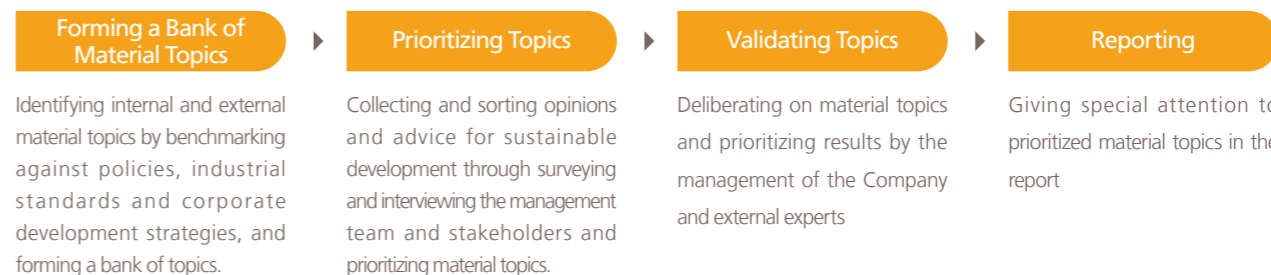 Forming a Bank of
Material Topics
Identifying internal and external
material topics by benchmarking
against policies, industrial
standards and corporate
development strategies, and
forming a bank of topics.
Prioritizing Topics
Collecting and sorting opinions
and advice for sustainable
development through surveying
and interviewing the management
team and stakeholders and
prioritizing material topics.
Validating Topics
Deliberating on material topics
and prioritizing results by the
management of the Company
and external experts
Reporting
Giving special attention to
prioritized material topics in the
report